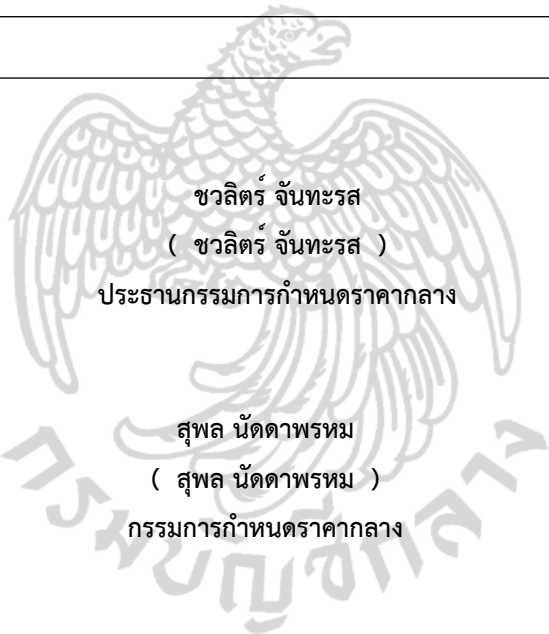 ชวลิตร์ จันทะรส
( ชวลิตร์ จันทะรส )
ประธานกรรมการกำหนดราคากลาง
สุพล นัดดาพรหม
( สุพล นัดดาพรหม )
กรรมการกำหนดราคากลาง
กรมบัญชีกลาง